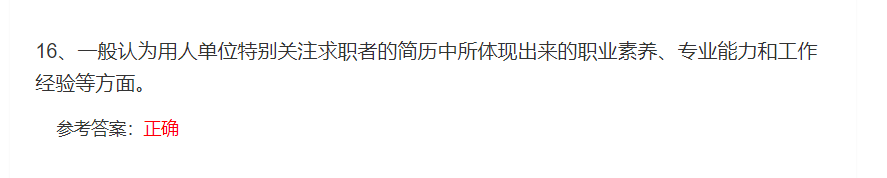 16、一般认为用人单位特别关注求职者的简历中所体现出来的职业素养、专业能力和工作
经验等方面。
参考答案：正确